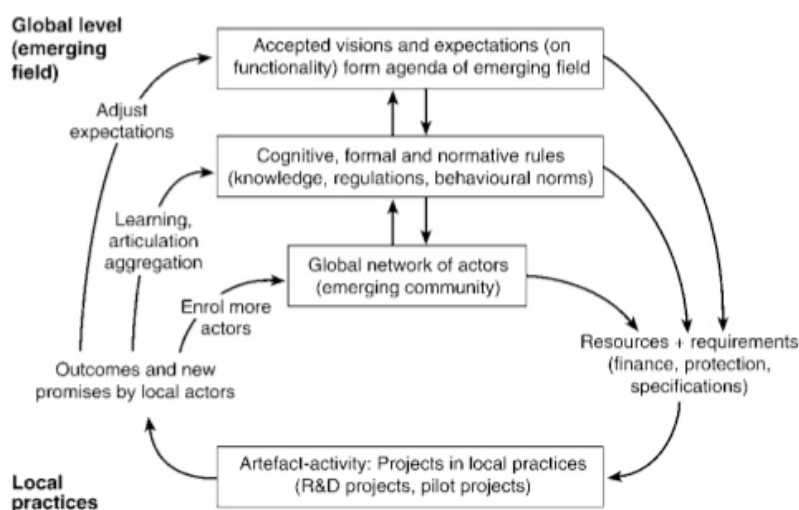 Global level
(emerging
field)
Accepted visions and expectations (on
functionality) form agenda of emerging field
Adjust
expectations
Cognitive, formal and normative rules
(knowledge, regulations, behavioural norms)
Learning,
articulation
aggregation
Global network of actors
(emerging community)
Enrol more
actors
Outcomes and new
promises by local actors
Resources + requirements
(finance, protection,
specifications)
Artefact-activity: Projects in local practices
(R&D projects, pilot projects)
Local
practices